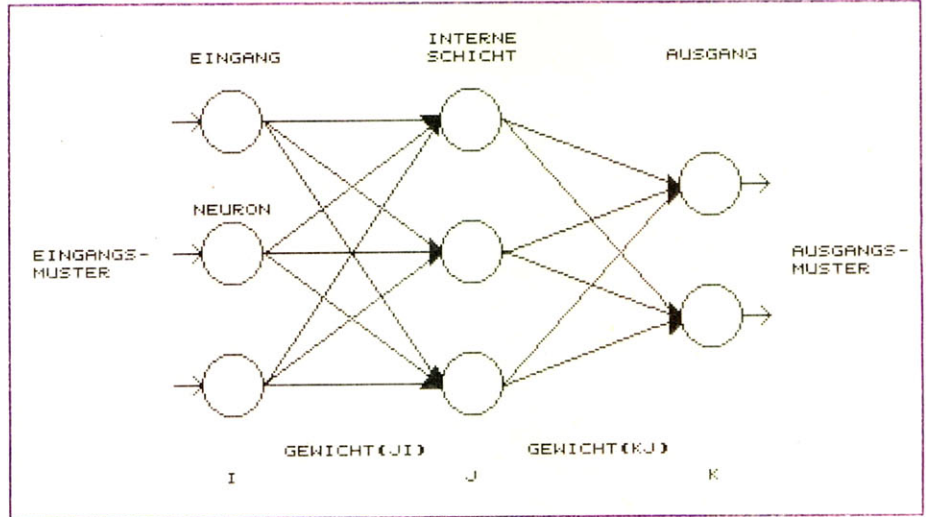 EINGANG
INTERNE
SCHICHT
AUSGANG
NEURON
EINGANGS-
MUSTER
AUSGANGS-
MUSTER
GEWICHT(JI)
GEWICHT(KJ)
I
J
K